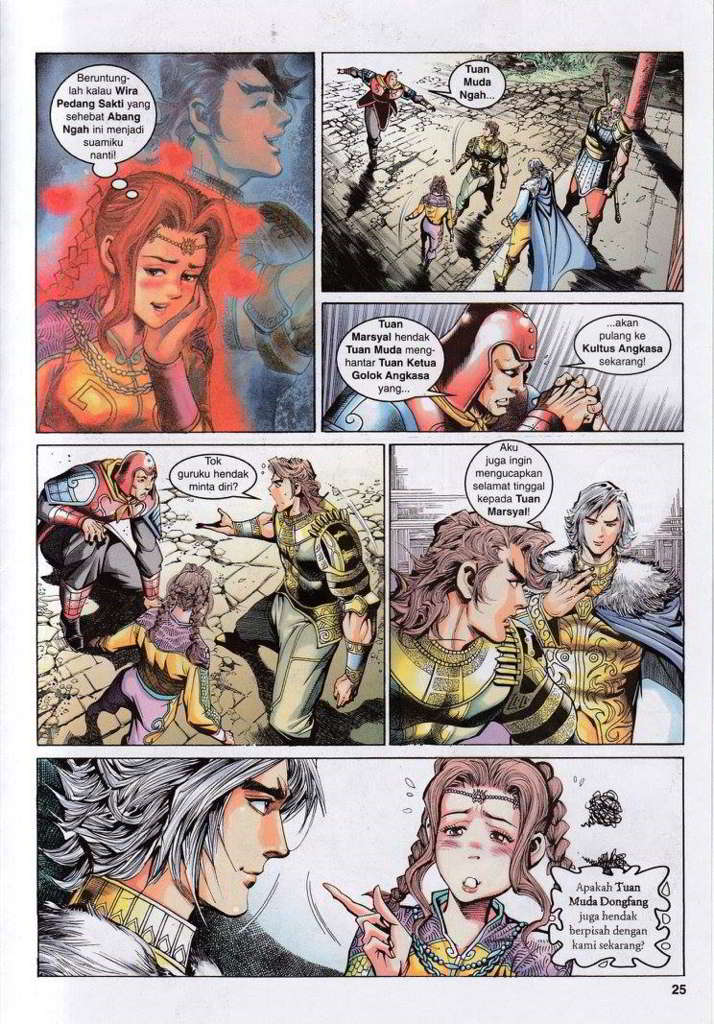 Beruntung-
lah kalau Wira
Pedang Sakti yang
sehebat Abang
Ngah ini menjadi
suamiku
nanti!
Tuan
Muda
Ngah...
Tuan
Marsyal hendak
Tuan Muda meng-
hantar Tuan Ketua
Golok Angkasa
yang...
...akan
pulang ke
Kultus Angkasa
sekarang!
Tok
guruku hendak
minta diri?
Aku
juga ingin
mengucapkan
selamat tinggal
kepada Tuan
Marsyal!
Apakah Tuan
Muda Dongfang
juga hendak
berpisah dengan
kami sekarang?
25